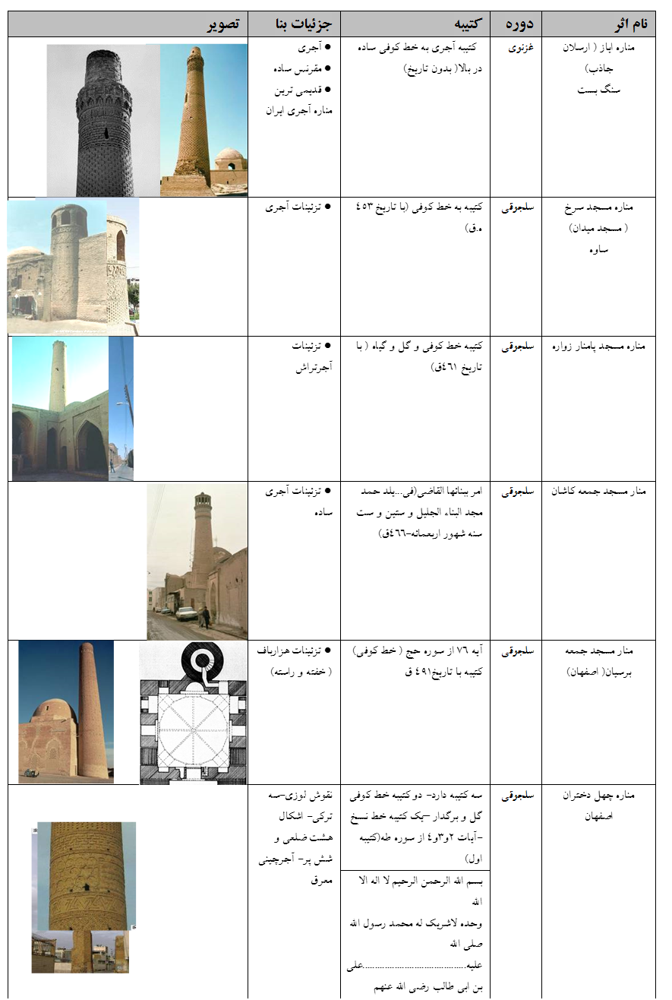 نام اثر	دوره	کتیبه	جزئیات بنا	تصویر
مناره ایاز ( ارسلان
جاذب)
سنگ بست
غزنوی
کتیبه آجری به خط کوفی ساده
در بالا( بدون تاریخ)
● آجری
● مقرنس ساده
● قدیمی ترین
مناره آجری ایران
مناره مسجد سرخ
( مسجد میدان)
ساوه
سلجوقی
کتیبه به خط کوفی (با تاریخ ٤٥٣
ه.ق)
● تزئینات آجری
مناره مسجد پامنار زواره
سلجوقی
کتیبه خط کوفی و گل و گیاه ( با
تاریخ ٤٦١ق)
● تزئینات
آجرتراش
منار مسجد جمعه کاشان
سلجوقی
امر ببنائها القاضی(فی...بلد حمد
مجد البناء الجلیل و ستین و ست
سنه شهور اربعمائه-٤٦٦ق)
● تزئینات آجری
ساده
منار مسجد جمعه
برسیان( اصفهان)
سلجوقی
آیه ٧٦ از سوره حج ( خط کوفی)
کتیبه با تاریخ٤٩١ ق
● تزئینات هزارباف
( خفته و راسته)
مناره چهل دختران
اصفهان
سلجوقی
سه کتیبه دارد- دو کتیبه خط کوفی
گل و برگدار –یک کتیبه خط نسخ
-آیات ٢و٣و٤ از سوره طه(کتیبه
اول)
بسم الله الرحمن الرحیم لا اله الا
الله
وحده لاشریک له محمد رسول الله
صلی الله
علیه..........................................علی
بن ابی طالب رضی الله عنهم
نقوش لوزی-سه
ترکی- اشکال
هشت ضلعی و
شش پر- آجرچینی
معرق